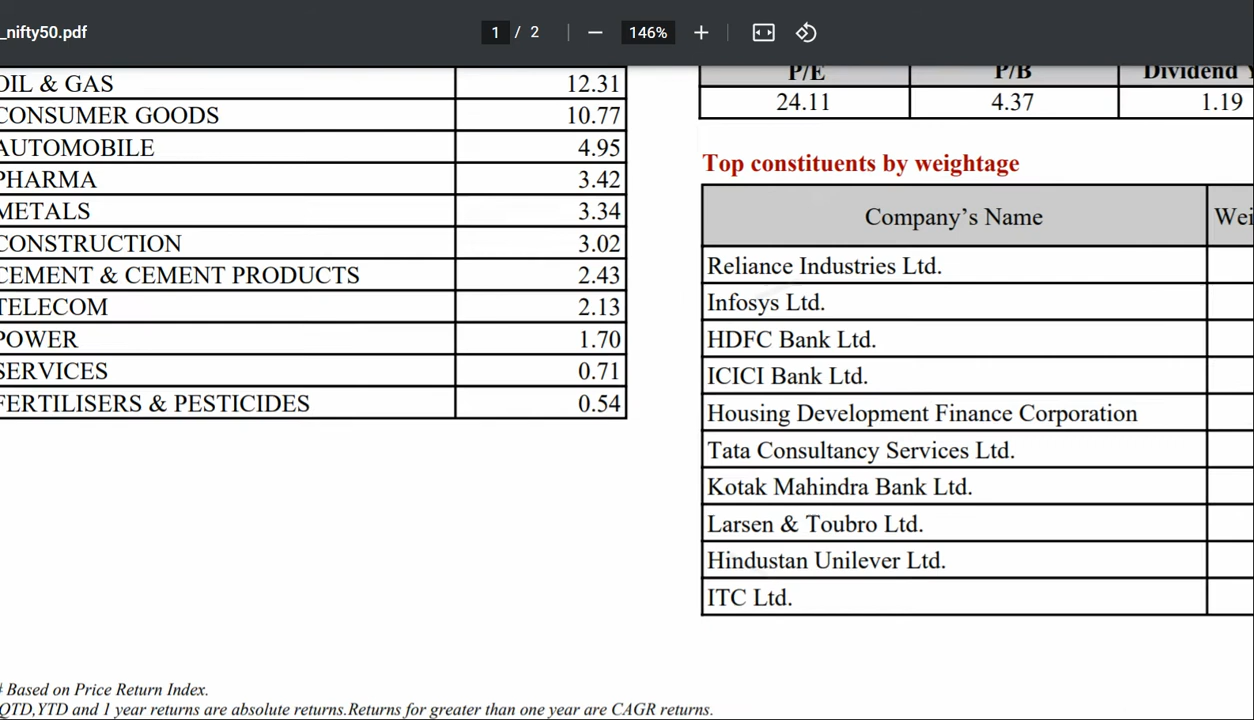 _nifty50.pdf
1 / 2
146%
OIL & GAS 12.31
CONSUMER GOODS 10.77
AUTOMOBILE 4.95
PHARMA 3.42
METALS 3.34
CONSTRUCTION 3.02
CEMENT & CEMENT PRODUCTS 2.43
TELECOM 2.13
POWER 1.70
SERVICES 0.71
FERTILISERS & PESTICIDES 0.54
P/E P/B Dividend Y
24.11 4.37 1.19
Top constituents by weightage
Company’s Name Wei
Reliance Industries Ltd.
Infosys Ltd.
HDFC Bank Ltd.
ICICI Bank Ltd.
Housing Development Finance Corporation
Tata Consultancy Services Ltd.
Kotak Mahindra Bank Ltd.
Larsen & Toubro Ltd.
Hindustan Unilever Ltd.
ITC Ltd.
# Based on Price Return Index.
QTD,YTD and 1 year returns are absolute returns.Returns for greater than one year are CAGR returns.